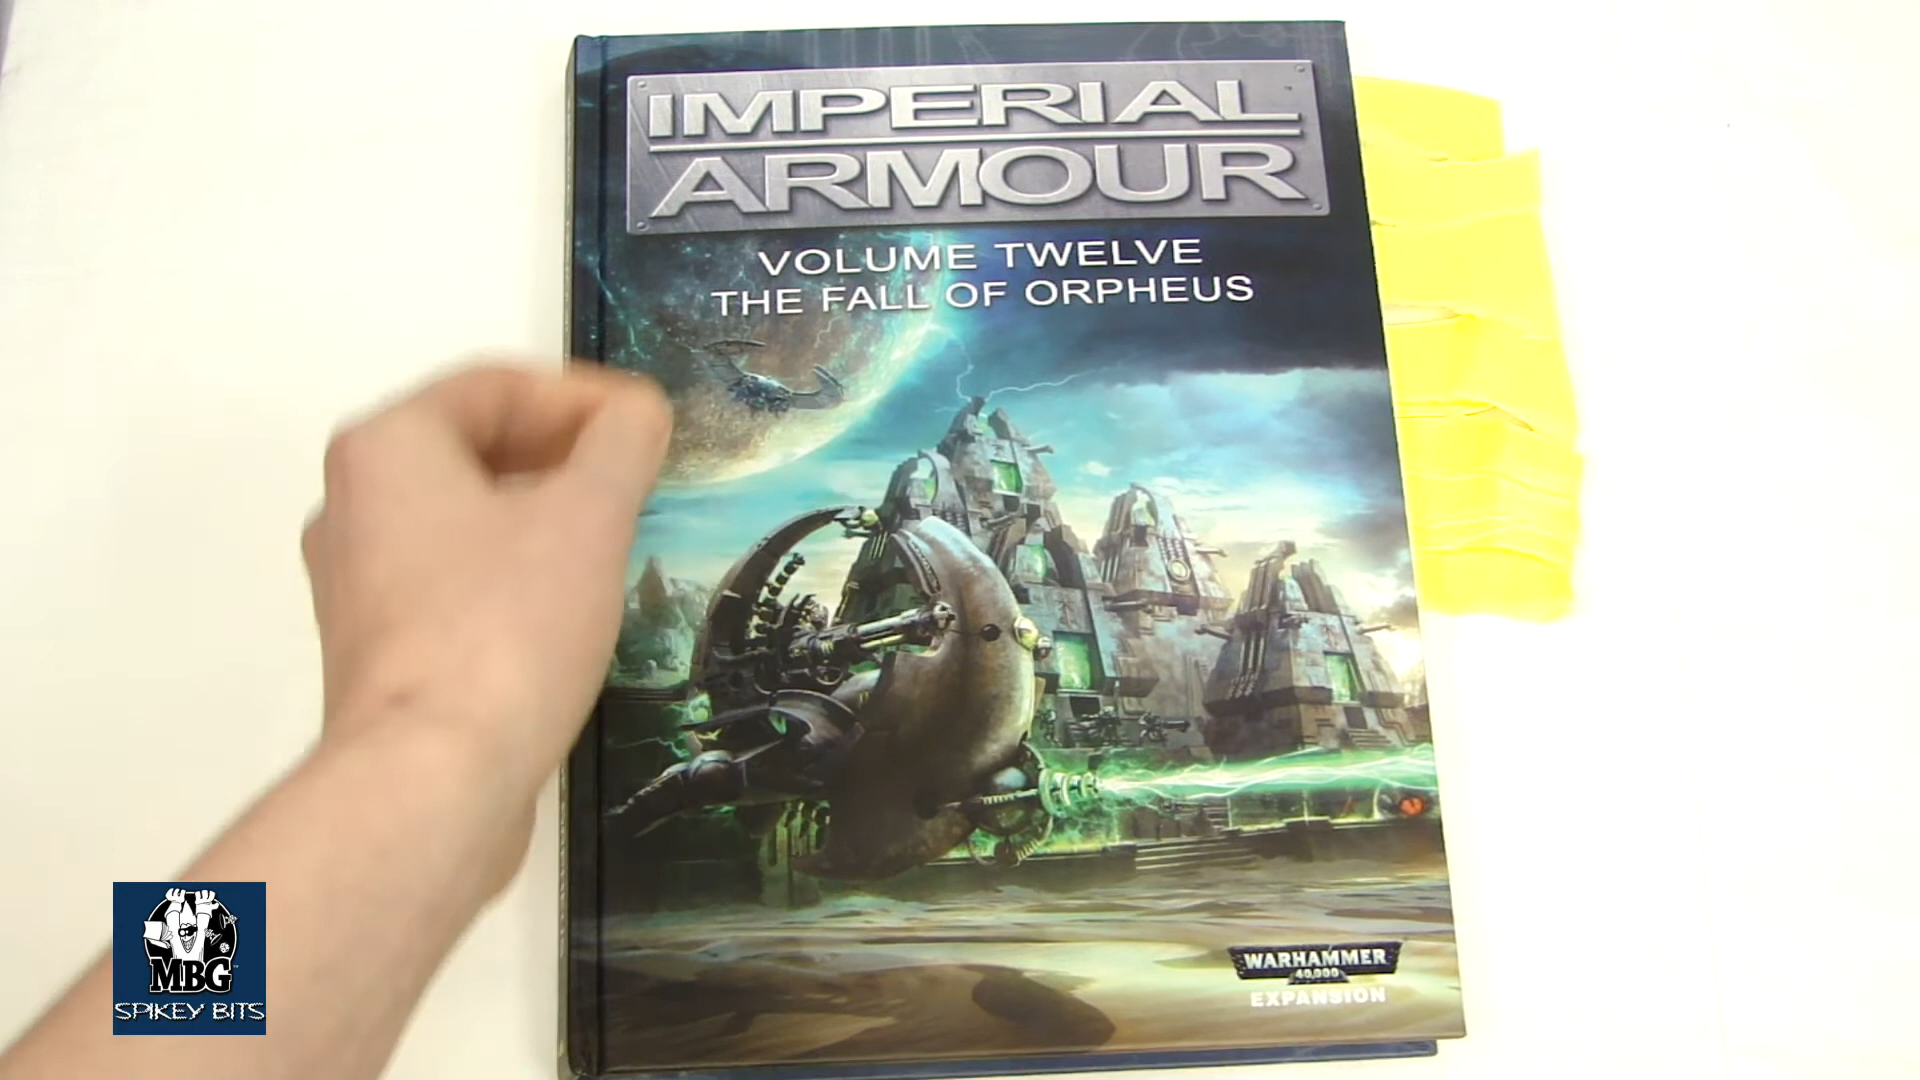 IMPERIAL
ARMOUR
VOLUME TWELVE
THE FALL OF ORPHEUS
WARHAMMER
40,000
EXPANSION
MBG
SPIKEY BITS